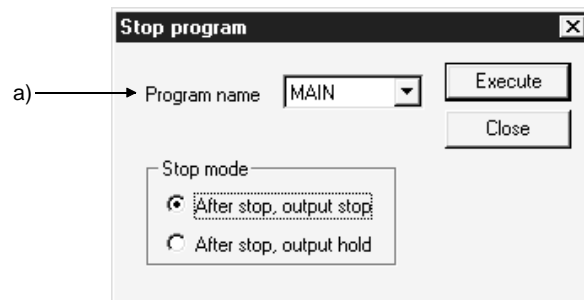 Stop program
a)
Program name
MAIN
Execute
Close
Stop mode
After stop, output stop
After stop, output hold